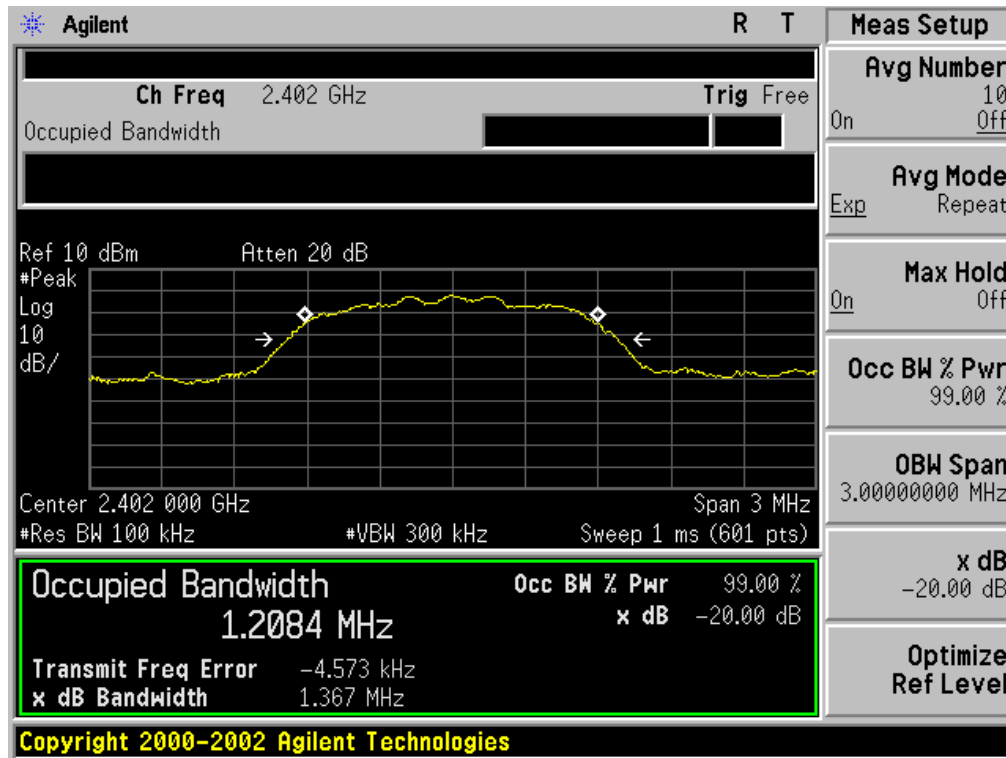 Agilent R T
Ch Freq 2.402 GHz Trig Free
Occupied Bandwidth
Ref 10 dBm Atten 20 dB
#Peak
Log
10
dB/
Center 2.402 000 GHz Span 3 MHz
#Res BW 100 kHz #VBW 300 kHz Sweep 1 ms (601 pts)
Occupied Bandwidth Occ BW % Pwr 99.00 %
1.2084 MHz x dB -20.00 dB
Transmit Freq Error -4.573 kHz
x dB Bandwidth 1.367 MHz
Copyright 2000-2002 Agilent Technologies
Meas Setup
Avg Number
10
On Off
Avg Mode
Exp Repeat
Max Hold
On Off
Occ BW % Pwr
99.00 %
OBW Span
3.00000000 MHz
x dB
-20.00 dB
Optimize
Ref Level